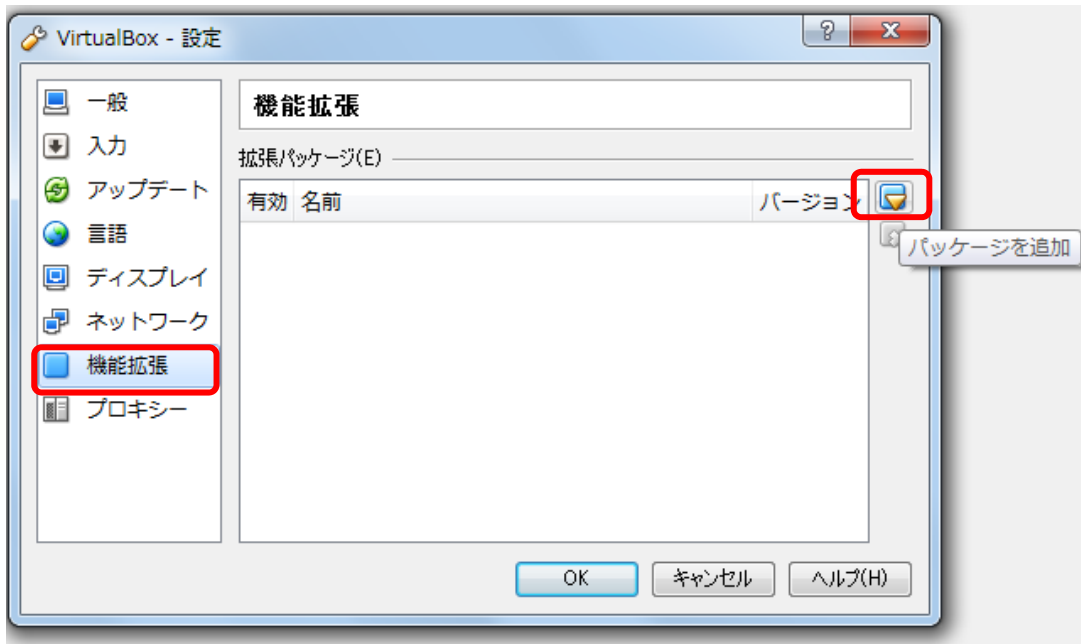 VirtualBox - 設定
一般
入力
アップデート
言語
ディスプレイ
ネットワーク
機能拡張
プロキシー
機能拡張
拡張パッケージ(E)
有効 名前 バージョン
パッケージを追加
OK キャンセル ヘルプ(H)